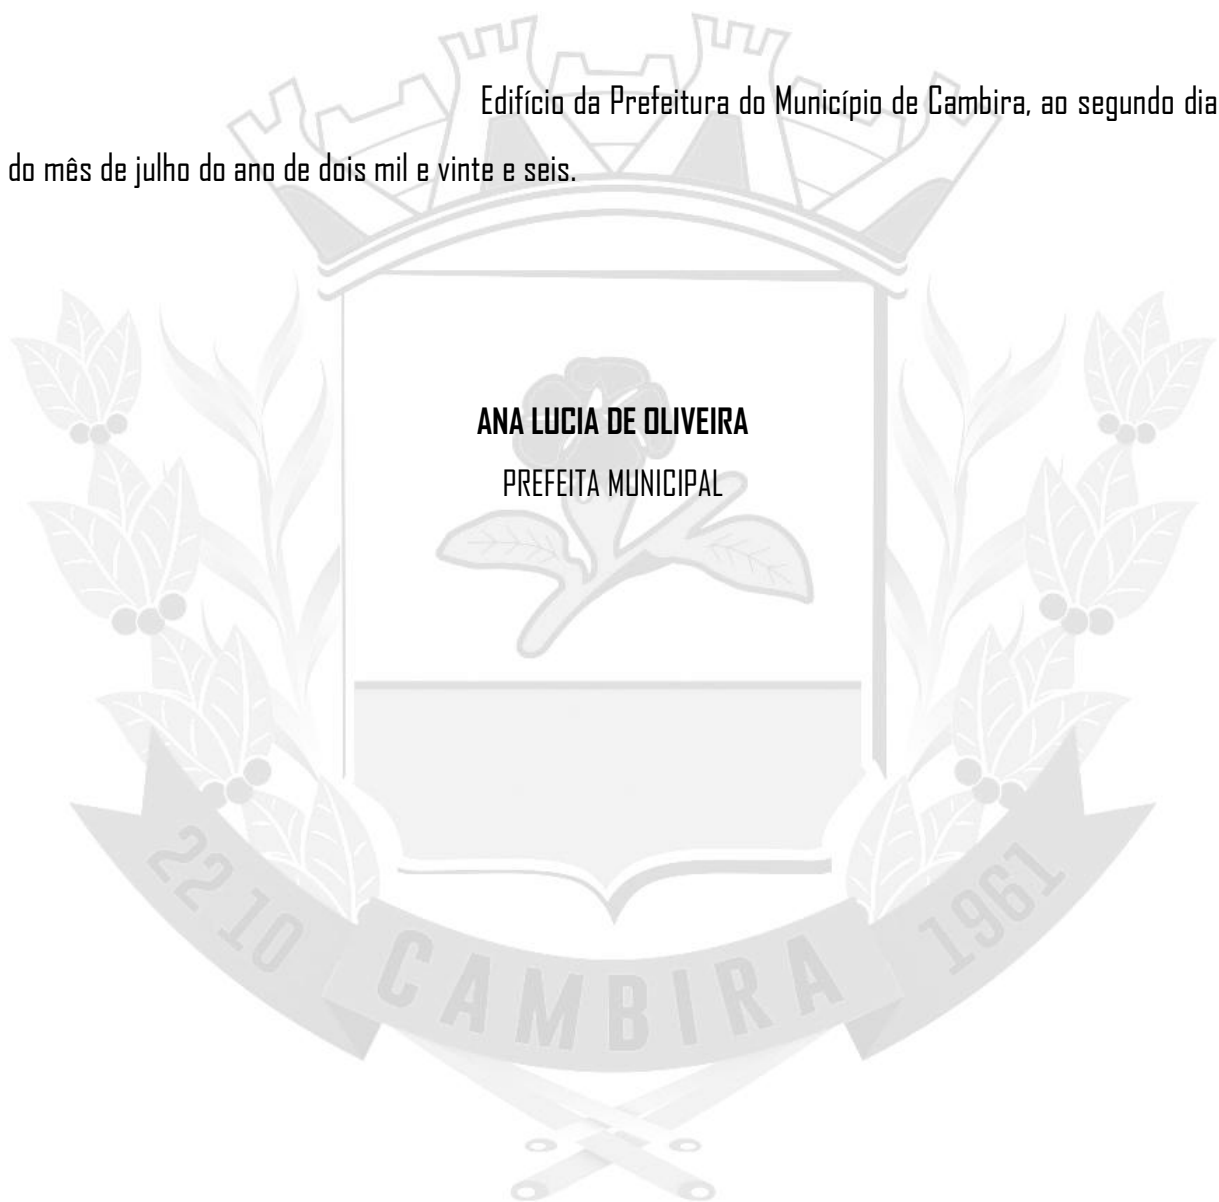 Edifício da Prefeitura do Município de Cambira, ao segundo dia
do mês de julho do ano de dois mil e vinte e seis.
ANA LUCIA DE OLIVEIRA
PREFEITA MUNICIPAL
22 10
CAMBIRA
1961